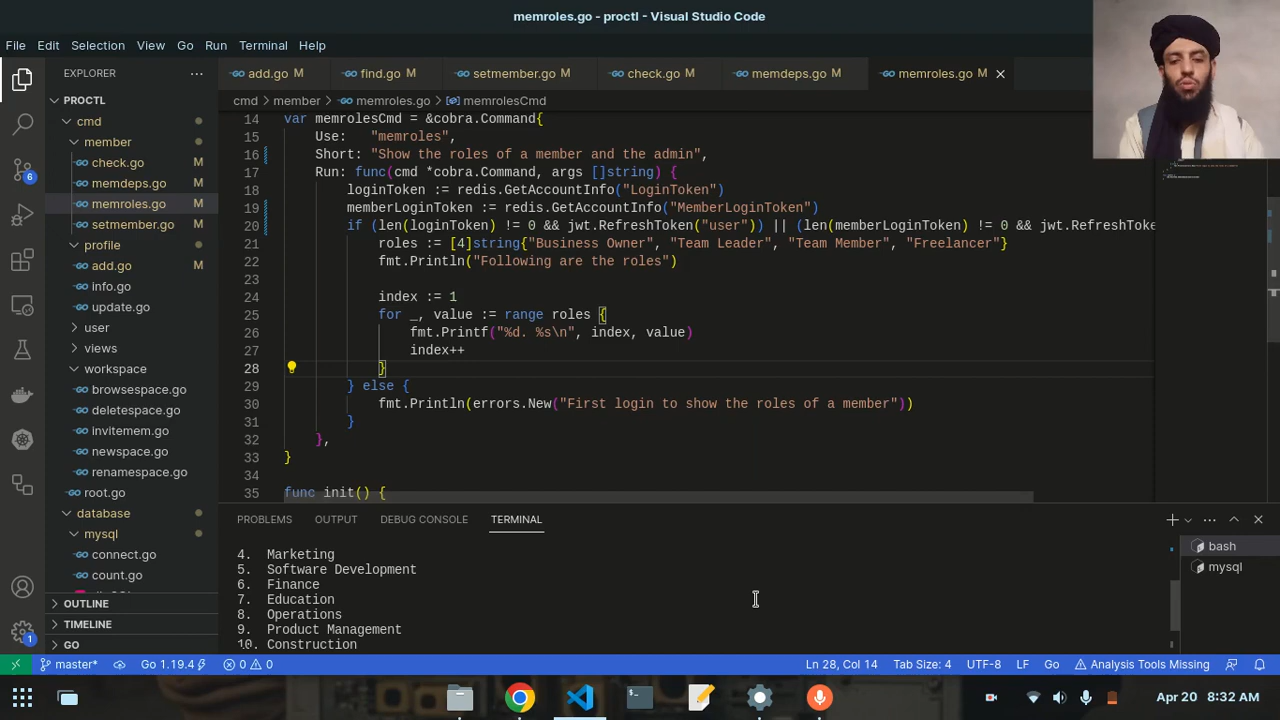 memroles.go - proctl - Visual Studio Code
File Edit Selection View Go Run Terminal Help
EXPLORER
add.go M find.go M setmember.go M check.go M memdeps.go M memroles.go M
PROCTL
cmd > member > memroles.go > memrolesCmd
cmd
member
check.go M
memdeps.go M
memroles.go M
setmember.go M
profile
add.go M
info.go
update.go
user
views
workspace
browsespace.go
deletespace.go
invitemem.go
newspace.go
renamespace.go
root.go
database
mysql
connect.go
count.go
OUTLINE
TIMELINE
GO
14 var memrolesCmd = &cobra.Command{
15 Use: "memroles",
16 Short: "Show the roles of a member and the admin",
17 Run: func(cmd *cobra.Command, args []string) {
18 loginToken := redis.GetAccountInfo("LoginToken")
19 memberLoginToken := redis.GetAccountInfo("MemberLoginToken")
20 if (len(loginToken) != 0 && jwt.RefreshToken("user")) || (len(memberLoginToken) != 0 && jwt.RefreshToke
21 roles := [4]string{"Business Owner", "Team Leader", "Team Member", "Freelancer"}
22 fmt.Println("Following are the roles")
23
24 index := 1
25 for _, value := range roles {
26 fmt.Printf("%d. %s\n", index, value)
27 index++
28 }
29 } else {
30 fmt.Println(errors.New("First login to show the roles of a member"))
31 }
32 },
33 }
34
35 func init() {
PROBLEMS OUTPUT DEBUG CONSOLE TERMINAL
4. Marketing
5. Software Development
6. Finance
7. Education
8. Operations
9. Product Management
10. Construction
bash
mysql
6
1
master* Go 1.19.4 0 0 Ln 28, Col 14 Tab Size: 4 UTF-8 LF Go Analysis Tools Missing
Apr 20 8:32 AM